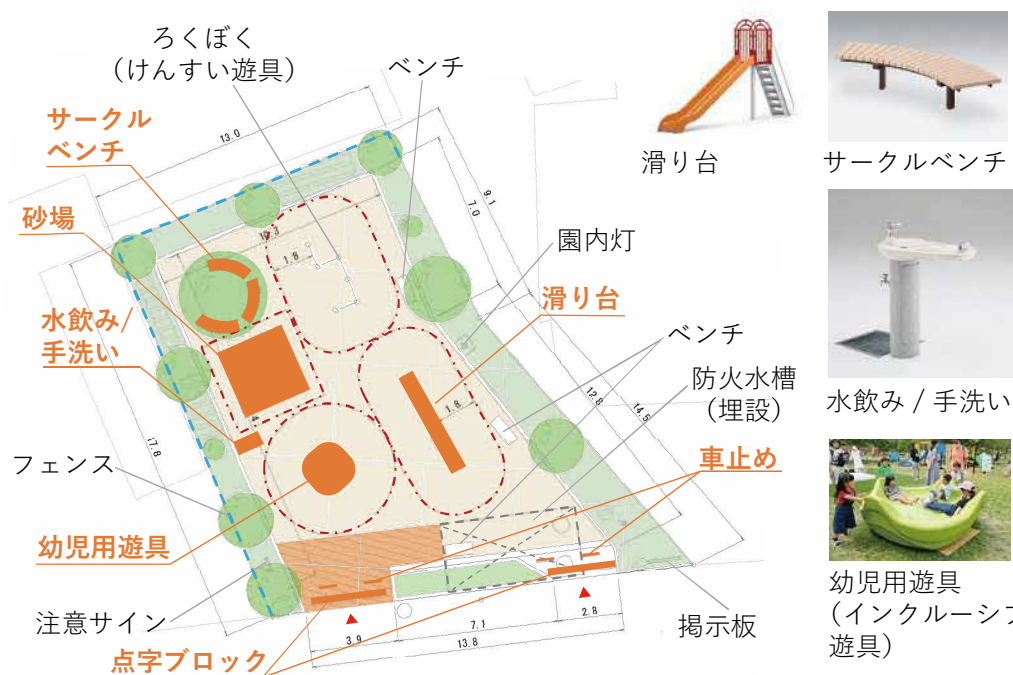 ろくぼく
（けんすい遊具）
ベンチ
サークル
ベンチ
砂場
水飲み/
手洗い
フェンス
幼児用遊具
注意サイン
点字ブロック
園内灯
滑り台
ベンチ
防火水槽
（埋設）
車止め
掲示板
13.0
9.1
7.0
1.8
1.8
12.8
14.5
17.8
3.9
7.1
2.8
13.8
滑り台
サークルベンチ
水飲み / 手洗い
幼児用遊具
（インクルーシブ
遊具）